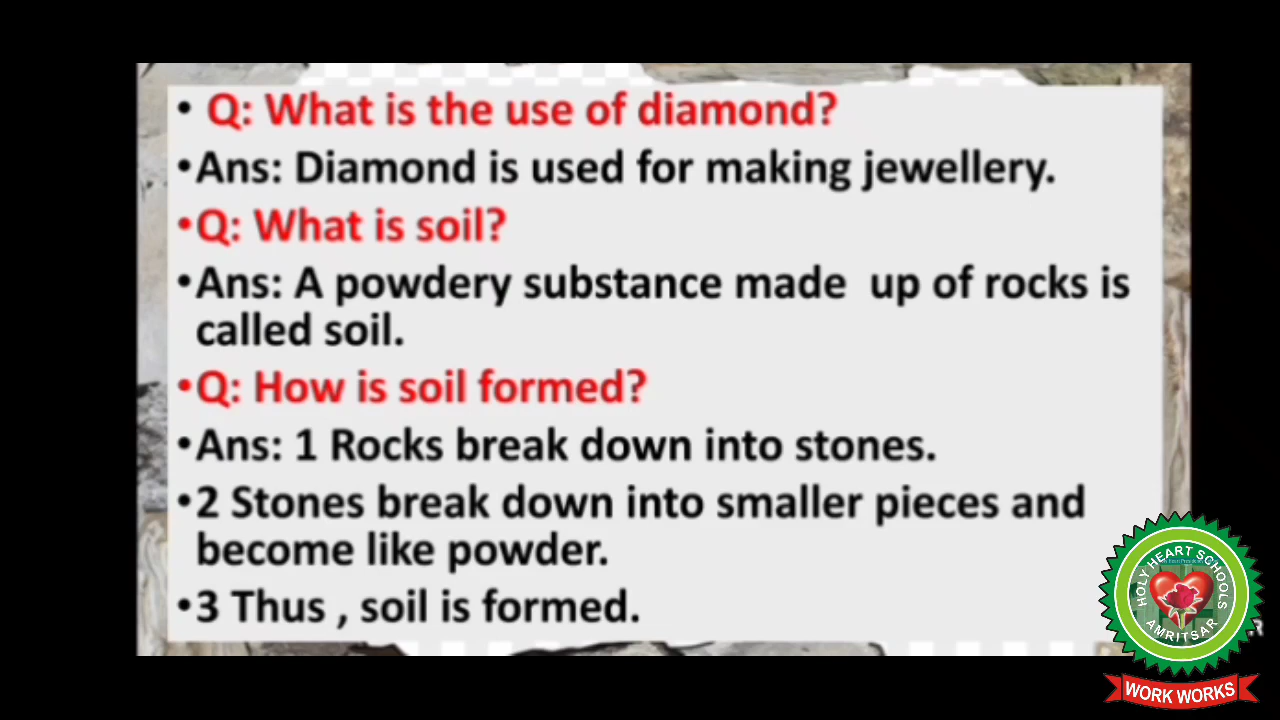 • Q: What is the use of diamond?
•Ans: Diamond is used for making jewellery.
•Q: What is soil?
•Ans: A powdery substance made  up of rocks is
called soil.
•Q: How is soil formed?
•Ans: 1 Rocks break down into stones.
•2 Stones break down into smaller pieces and
become like powder.
•3 Thus , soil is formed.
HOLY HEART SCHOOLS
AMRITSAR
WORK WORKS